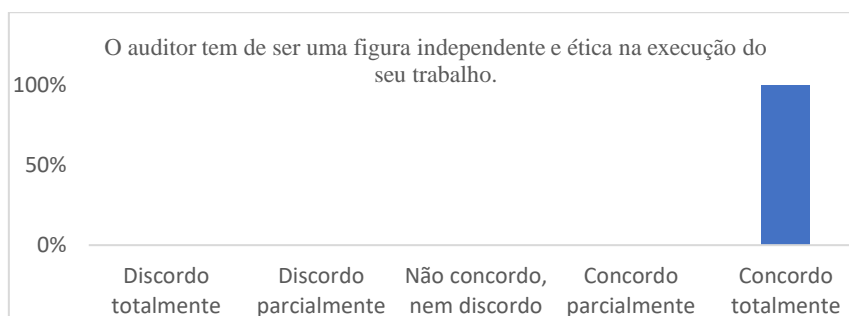 O auditor tem de ser uma figura independente e ética na execução do
seu trabalho.
100%
50%
0%
Discordo
totalmente
Discordo
parcialmente
Não concordo,
nem discordo
Concordo
parcialmente
Concordo
totalmente